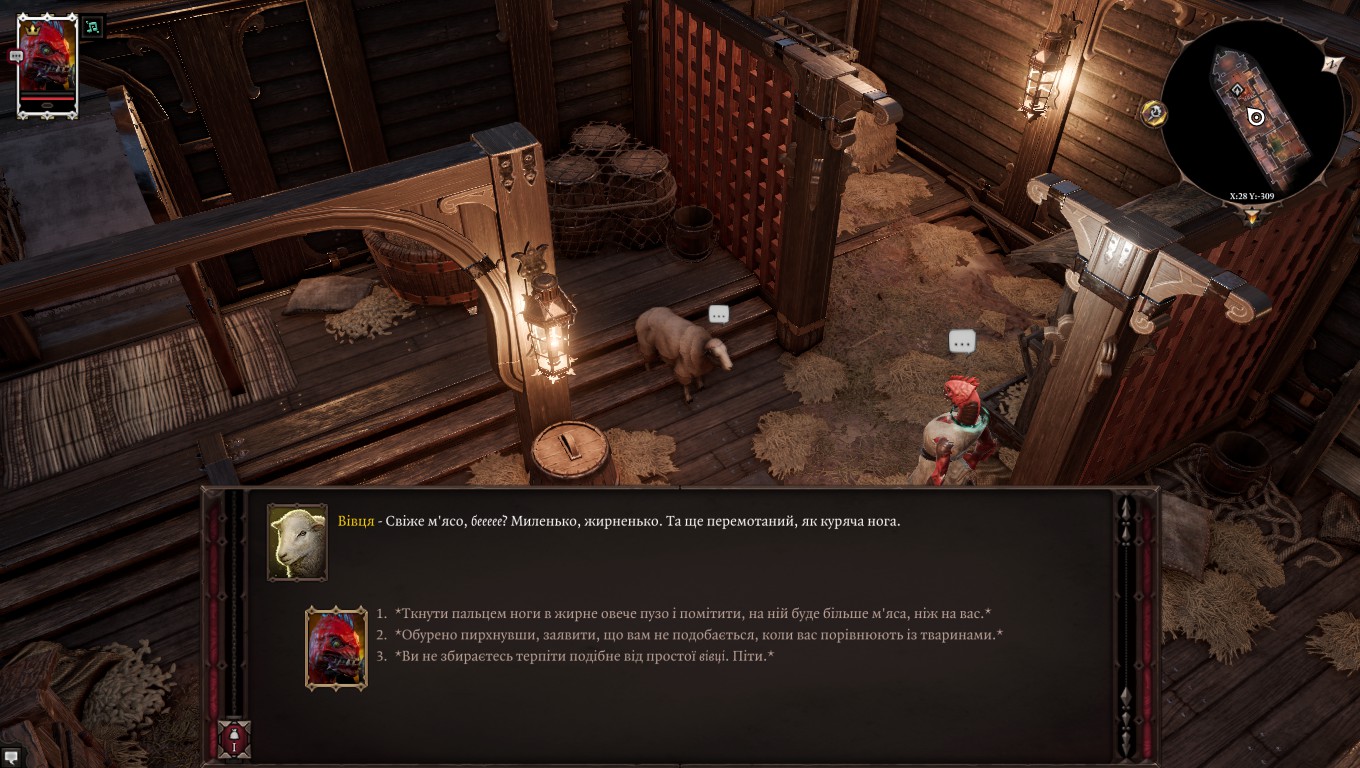 X:28 Y:-309
Вівця - Свіже м'ясо, беееее? Миленько, жирненько. Та ще перемотаний, як куряча нога.
1. *Ткнути пальцем ноги в жирне овече пузо і помітити, на ній буде більше м'яса, ніж на вас.*
2. *Обурено пирхнувши, заявити, що вам не подобається, коли вас порівнюють із тваринами.*
3. *Ви не збираєтесь терпіти подібне від простої вівці. Піти.*
I